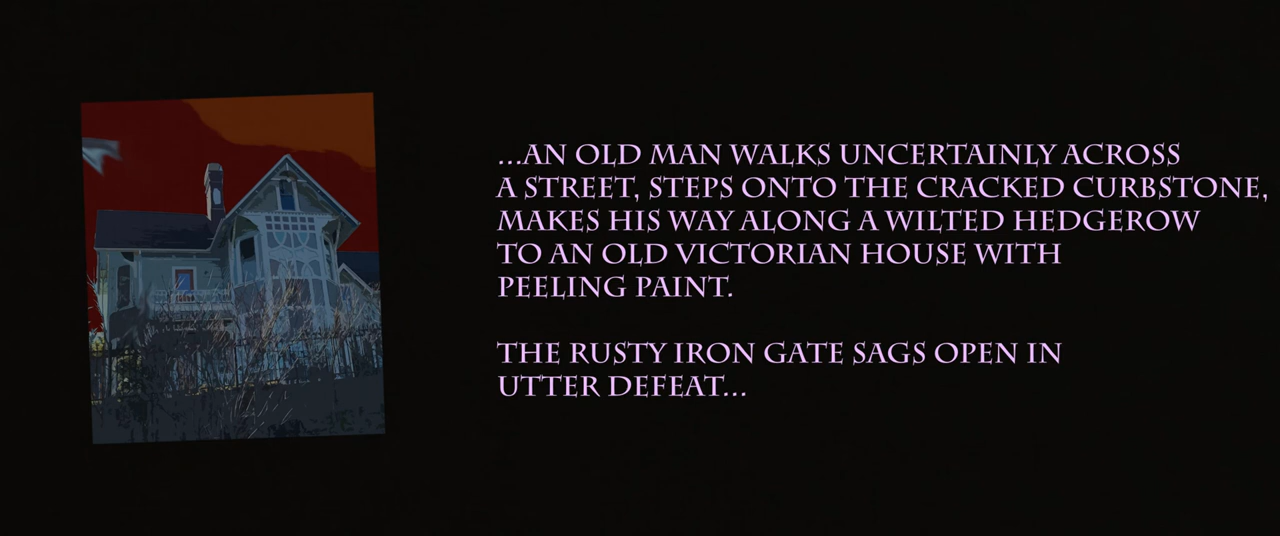 ...AN OLD MAN WALKS UNCERTAINLY ACROSS
A STREET, STEPS ONTO THE CRACKED CURBSTONE,
MAKES HIS WAY ALONG A WILTED HEDGEROW
TO AN OLD VICTORIAN HOUSE WITH
PEELING PAINT.
THE RUSTY IRON GATE SAGS OPEN IN
UTTER DEFEAT...